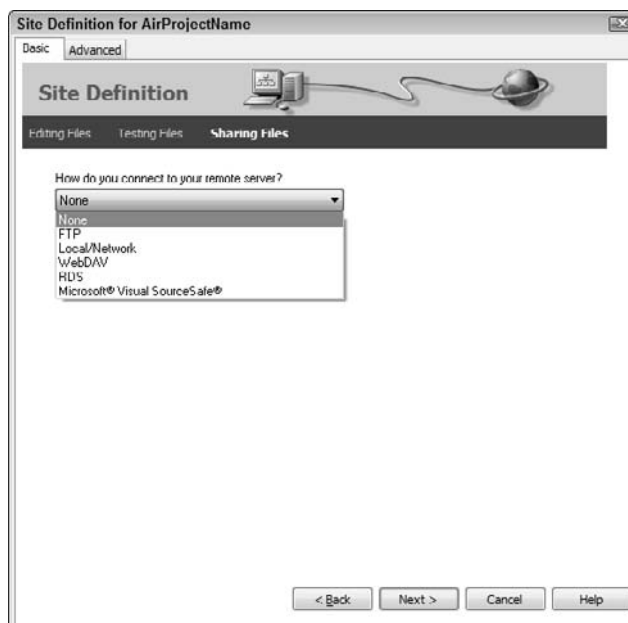 Site Definition for AirProjectName
Basic Advanced
Site Definition
Editing Files Testing Files Sharing Files
How do you connect to your remote server?
None
None
FTP
Local/Network
WebDAV
RDS
Microsoft® Visual SourceSafe®
< Back Next > Cancel Help